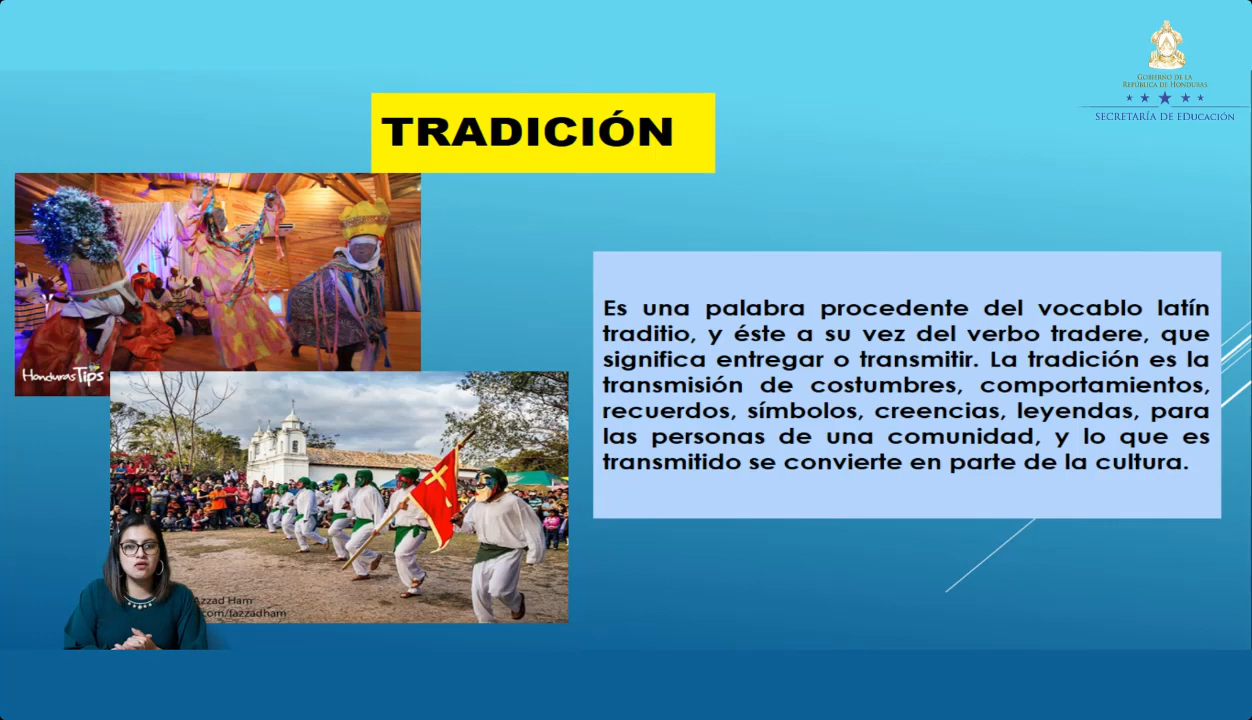 GOBIERNO DE LA
REPÚBLICA DE HONDURAS
SECRETARÍA DE EDUCACIÓN
TRADICIÓN
Honduras Tips
Es una palabra procedente del vocablo latín
traditio, y éste a su vez del verbo tradere, que
significa entregar o transmitir. La tradición es la
transmisión de costumbres, comportamientos,
recuerdos, símbolos, creencias, leyendas, para
las personas de una comunidad, y lo que es
transmitido se convierte en parte de la cultura.
Azzad Ham
.com/fazzadham